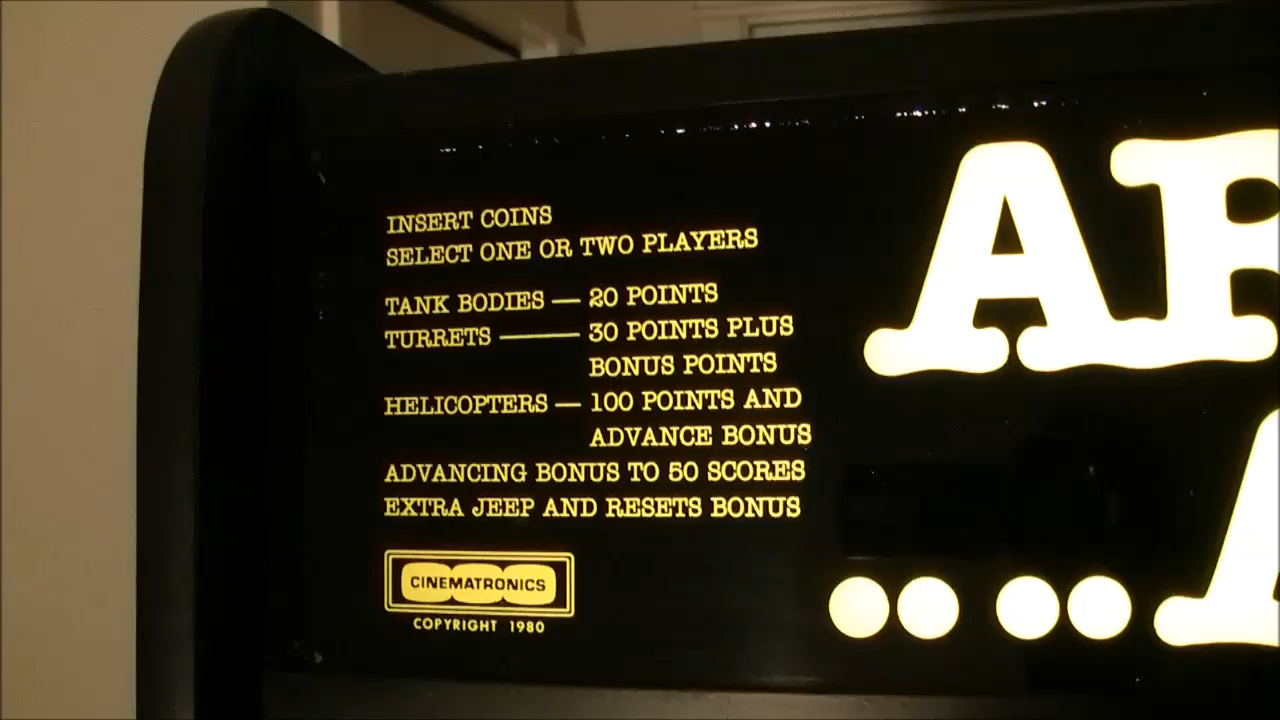 INSERT COINS
SELECT ONE OR TWO PLAYERS
TANK BODIES — 20 POINTS
TURRETS —— 30 POINTS PLUS
BONUS POINTS
HELICOPTERS — 100 POINTS AND
ADVANCE BONUS
ADVANCING BONUS TO 50 SCORES
EXTRA JEEP AND RESETS BONUS
CINEMATRONICS
COPYRIGHT 1980